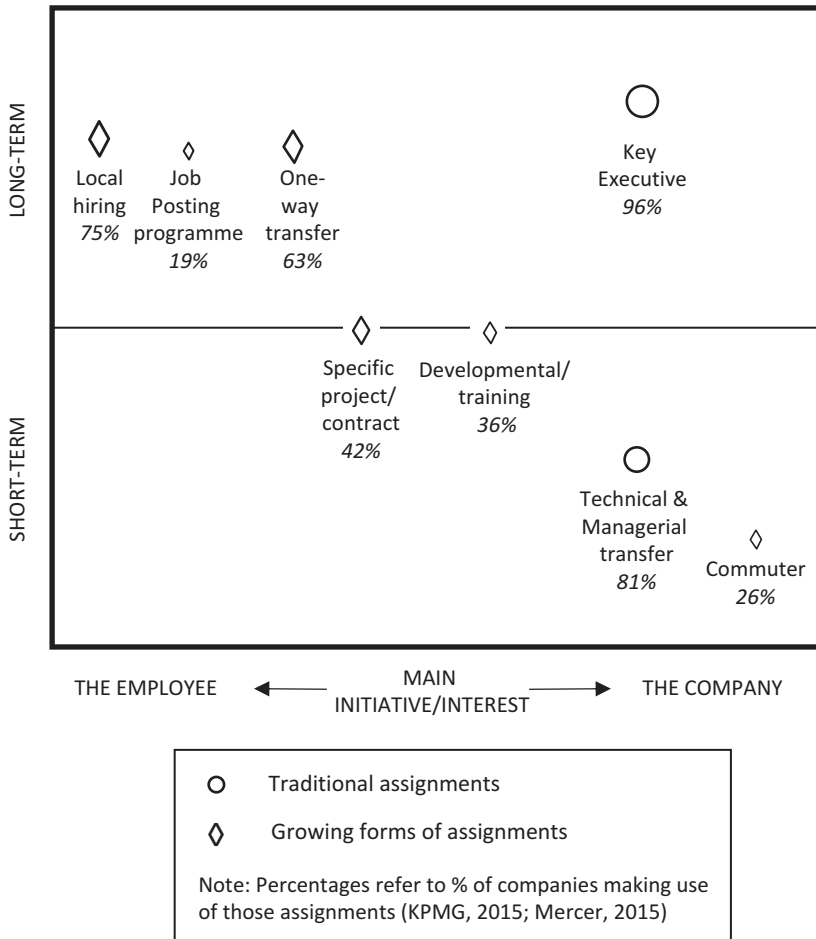 LONG-TERM
Local
hiring
75%
Job
Posting
programme
19%
One-
way
transfer
63%
Key
Executive
96%
SHORT-TERM
Specific
project/
contract
42%
Developmental/
training
36%
Technical &
Managerial
transfer
81%
Commuter
26%
THE EMPLOYEE
MAIN
INITIATIVE/INTEREST
THE COMPANY
Traditional assignments
Growing forms of assignments
Note: Percentages refer to % of companies making use
of those assignments (KPMG, 2015; Mercer, 2015)